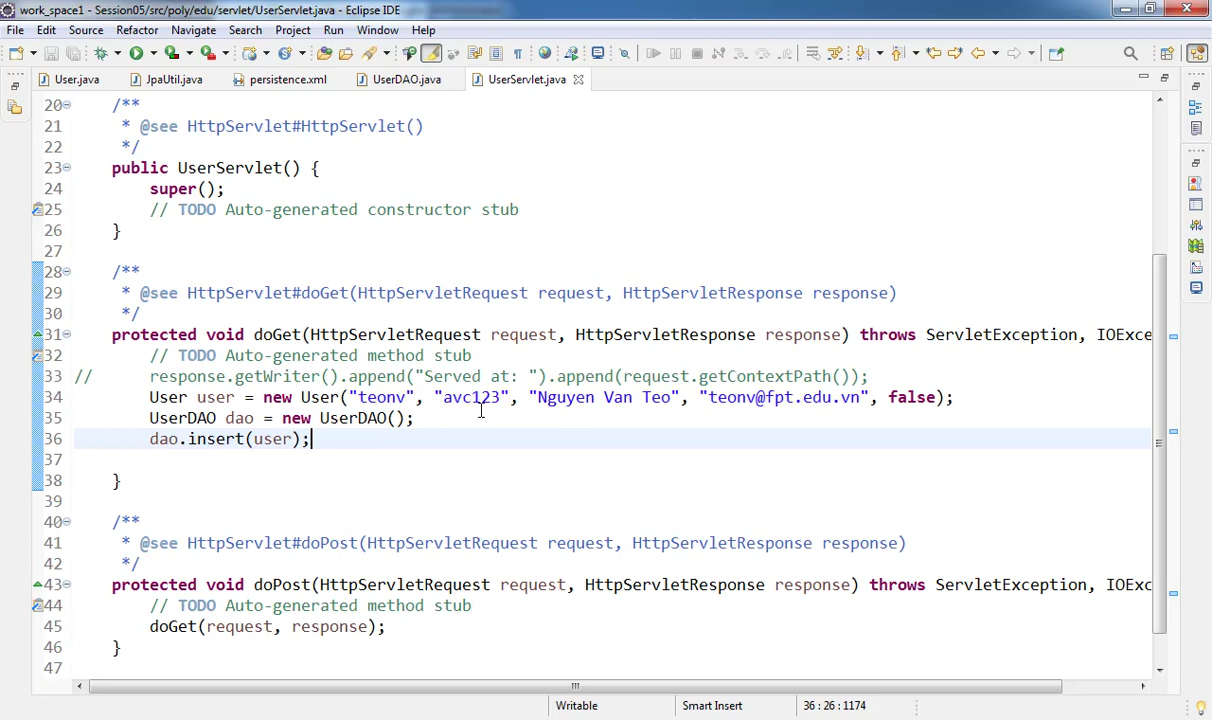 work_space1 - Session05/src/poly/edu/servlet/UserServlet.java - Eclipse IDE
File Edit Source Refactor Navigate Search Project Run Window Help
User.java JpaUtil.java persistence.xml UserDAO.java UserServlet.java
20 /**
21 * @see HttpServlet#HttpServlet()
22 */
23 public UserServlet() {
24 super();
25 // TODO Auto-generated constructor stub
26 }
27
28 /**
29 * @see HttpServlet#doGet(HttpServletRequest request, HttpServletResponse response)
30 */
31 protected void doGet(HttpServletRequest request, HttpServletResponse response) throws ServletException, IOExce
32 // TODO Auto-generated method stub
33 // response.getWriter().append("Served at: ").append(request.getContextPath());
34 User user = new User("teonv", "avc123", "Nguyen Van Teo", "teonv@fpt.edu.vn", false);
35 UserDAO dao = new UserDAO();
36 dao.insert(user);
37
38 }
39
40 /**
41 * @see HttpServlet#doPost(HttpServletRequest request, HttpServletResponse response)
42 */
43 protected void doPost(HttpServletRequest request, HttpServletResponse response) throws ServletException, IOExc
44 // TODO Auto-generated method stub
45 doGet(request, response);
46 }
47
Writable Smart Insert 36 : 26 : 1174